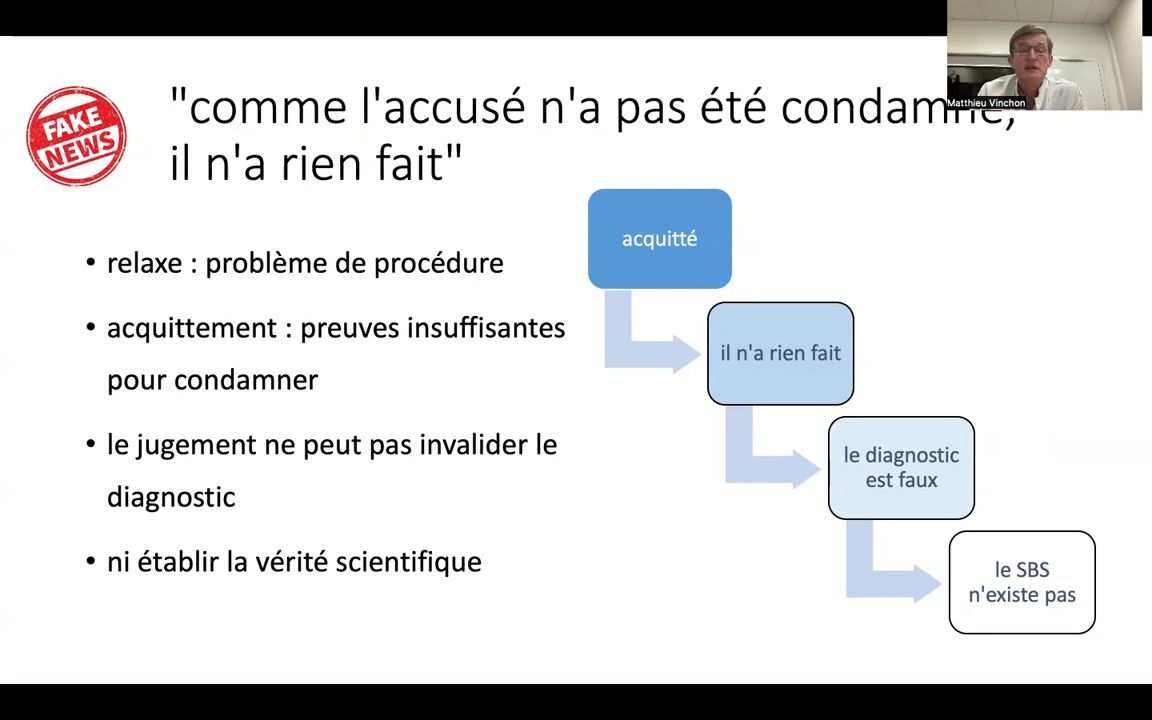 Matthieu Vinchon
FAKE
NEWS
"comme l'accusé n'a pas été condamné,
il n'a rien fait"
• relaxe : problème de procédure
• acquittement : preuves insuffisantes
pour condamner
• le jugement ne peut pas invalider le
diagnostic
• ni établir la vérité scientifique
acquitté
il n'a rien fait
le diagnostic
est faux
le SBS
n'existe pas